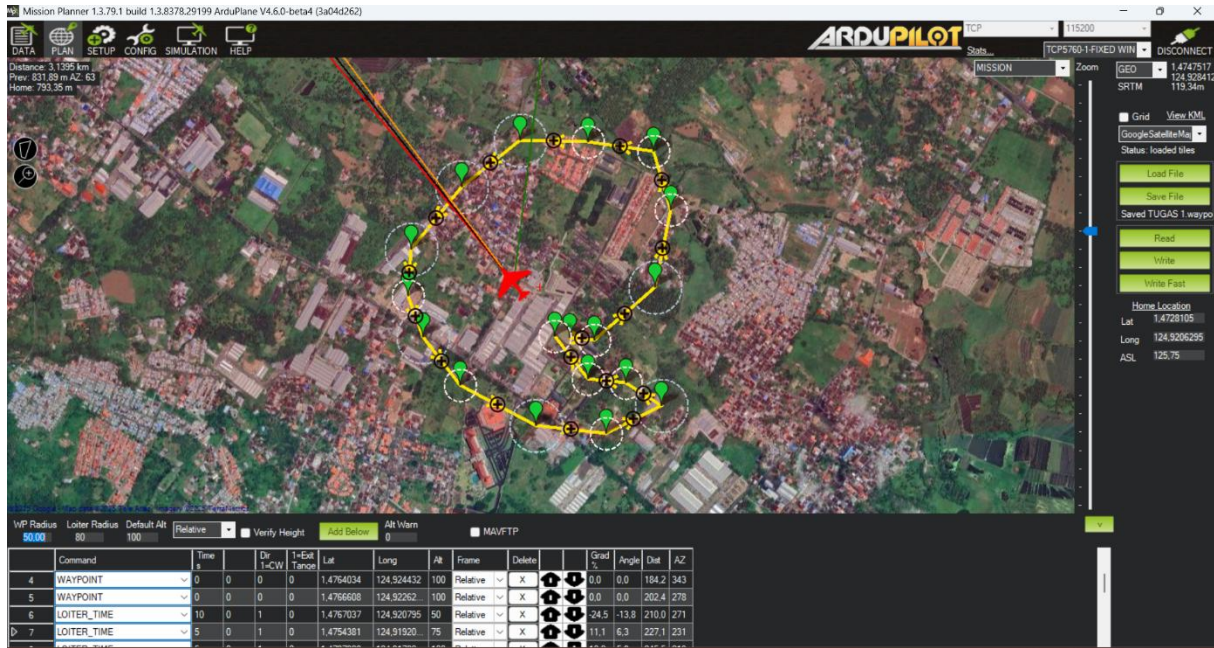 Mission Planner 1.3.79.1 build 1.3.8378.29199 ArduPlane V4.6.0-beta4 (3a04d262)
DATA PLAN SETUP CONFIG SIMULATION HELP
ARDUPILOT
TCP 115200
Stats... TCP5760-1-FIXED WIN DISCONNECT
Distance: 3,1395 km
Prev: 831,89 m AZ: 63
Home: 793,35 m
MISSION
Zoom
GEO 1,4747517
124,928412
SRTM 119.34m
Grid View KML
GoogleSatelliteMap
Status: loaded tiles
Load File
Save File
Saved TUGAS 1.waypo
Read
Write
Write Fast
Home Location
Lat 1,4728105
Long 124,9206295
ASL 125,75
WP Radius Loiter Radius Default Alt Alt Warn
50,00 80 100 Relative Verify Height Add Below 0 MAVFTP
v
Command Time s Dir 1=CW 1=Exit Tange Lat Long Alt Frame Delete Grad % Angle Dist AZ
4 WAYPOINT 0 0 0 0 1,4764034 124,924432 100 Relative X 0,0 0,0 184,2 343
5 WAYPOINT 0 0 0 0 1,4766608 124,92262... 100 Relative X 0,0 0,0 202,4 278
6 LOITER_TIME 10 0 1 0 1,4767037 124,920795 50 Relative X -24,5 -13,8 210,0 271
7 LOITER_TIME 5 0 1 0 1,4754381 124,91920... 75 Relative X 11,1 6,3 227,1 231